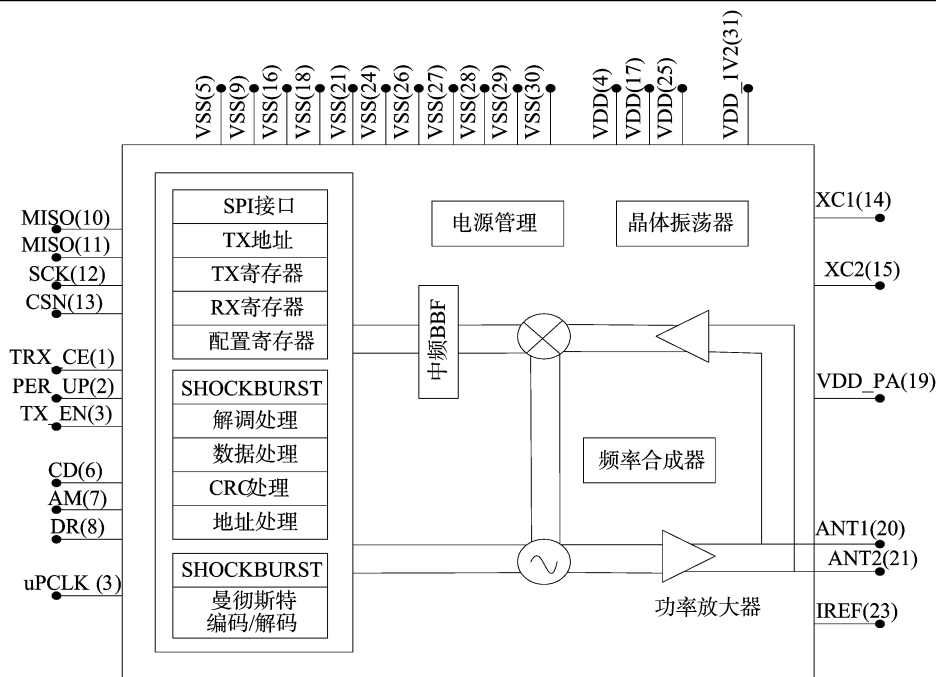 VSS(5)
VSS(9)
VSS(16)
VSS(18)
VSS(21)
VSS(24)
VSS(26)
VSS(27)
VSS(28)
VSS(29)
VSS(30)
VDD(4)
VDD(17)
VDD(25)
VDD_1V2(31)
MISO(10)
MISO(11)
SCK(12)
CSN(13)
TRX_CE(1)
PER_UP(2)
TX_EN(3)
CD(6)
AM(7)
DR(8)
uPCLK (3)
SPI接口
TX地址
TX寄存器
RX寄存器
配置寄存器
SHOCKBURST
解调处理
数据处理
CRC处理
地址处理
SHOCKBURST
曼彻斯特
编码/解码
电源管理
晶体振荡器
中频BBF
频率合成器
功率放大器
XC1(14)
XC2(15)
VDD_PA(19)
ANT1(20)
ANT2(21)
IREF(23)